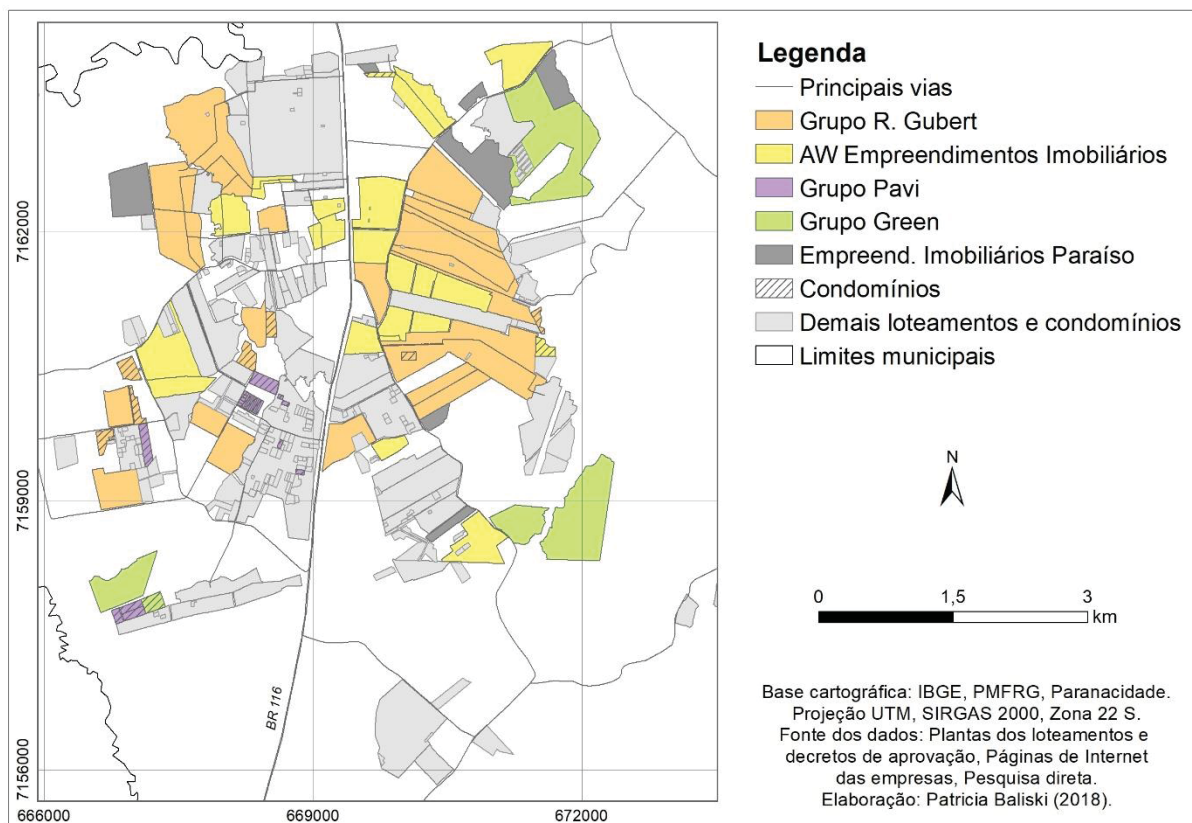 Legenda
Principais vias
Grupo R. Gubert
AW Empreendimentos Imobiliários
Grupo Pavi
Grupo Green
Empreend. Imobiliários Paraíso
Condomínios
Demais loteamentos e condomínios
Limites municipais
N
0 1,5 3
km
Base cartográfica: IBGE, PMFRG, Paranacidade.
Projeção UTM, SIRGAS 2000, Zona 22 S.
Fonte dos dados: Plantas dos loteamentos e
decretos de aprovação, Páginas de Internet
das empresas, Pesquisa direta.
Elaboração: Patricia Baliski (2018).
7162000
7159000
7156000
BR 116
666000 669000 672000